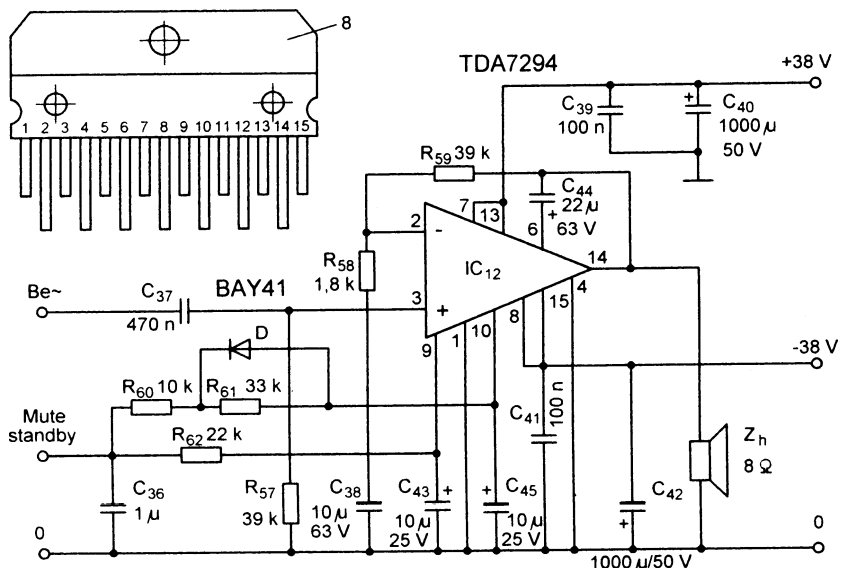 8
TDA7294
+38 V
1 2 3 4 5 6 7 8 9 10 11 12 13 14 15
C39
100 n
+
C40
1000 µ
50 V
R59 39 k
C44
22 µ
+
63 V
7
13
6
2
-
R58
1,8 k
IC12
14
4
15
Be~
C37
470 n
BAY41
3
+
10
8
9
1
-38 V
D
R60 10 k
R61 33 k
C41
100 n
Mute
standby
R62 22 k
Zh
8 Ω
C36
1 µ
R57
39 k
C38
10 µ
63 V
C43
+
10 µ
25 V
+
C45
10 µ
25 V
C42
+
0
0
1000 µ/50 V